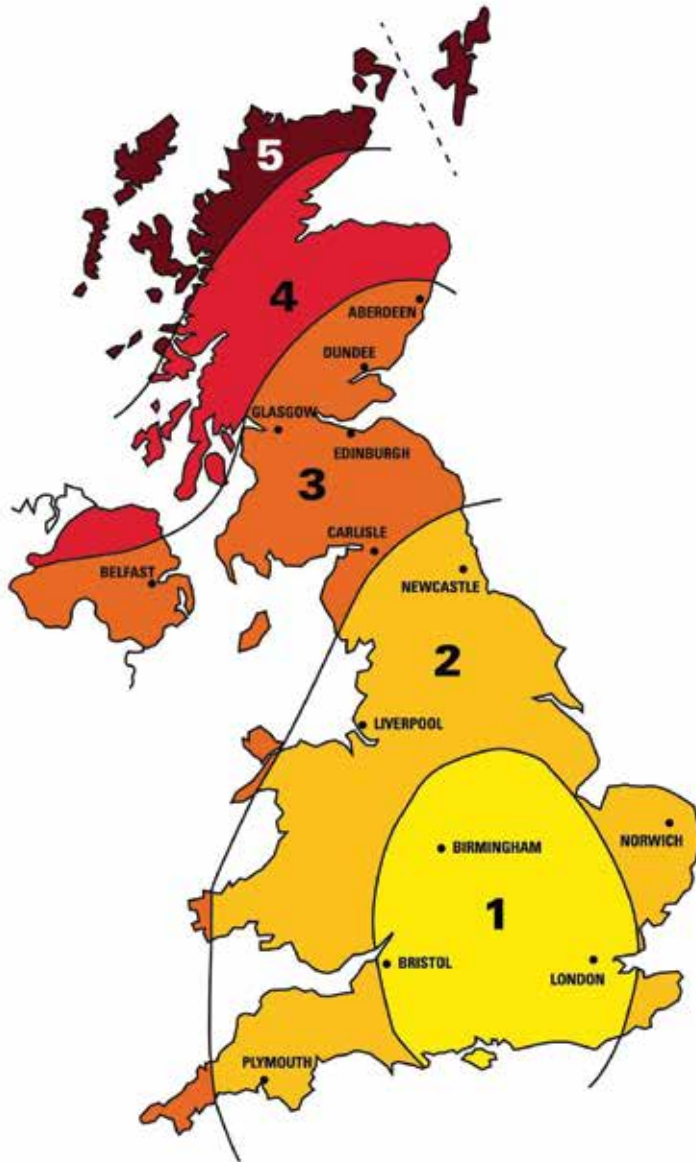 5
4
ABERDEEN
DUNDEE
GLASGOW
EDINBURGH
3
CARLISLE
BELFAST
NEWCASTLE
2
LIVERPOOL
NORWICH
BIRMINGHAM
1
BRISTOL
LONDON
PLYMOUTH